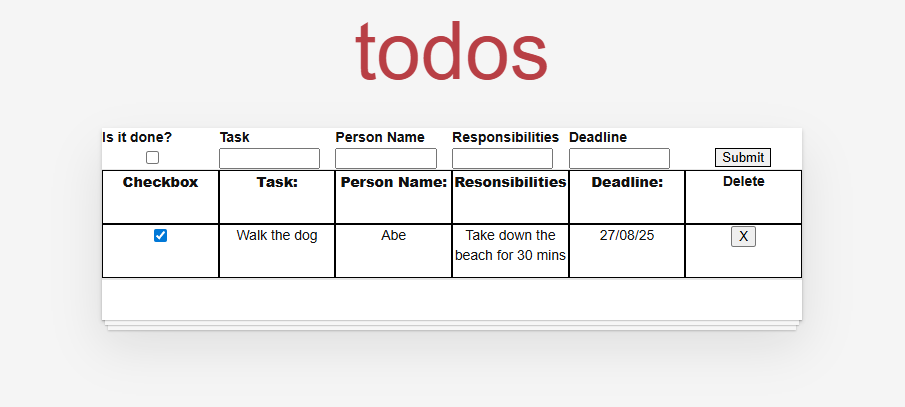 todos
Is it done? Task Person Name Responsibilities Deadline
Submit
Checkbox Task: Person Name: Resonsibilities Deadline: Delete
Walk the dog Abe Take down the 27/08/25 X
beach for 30 mins